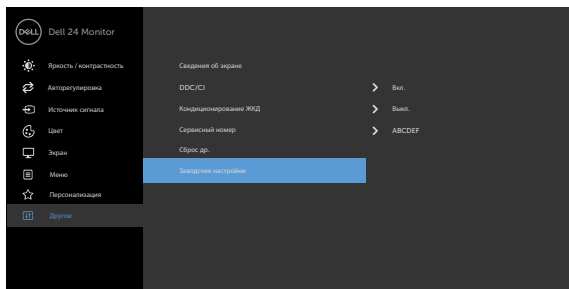 DELL Dell 24 Monitor
Яркость / контрастность
Авторегулировка
Источник сигнала
Цвет
Экран
Меню
Персонализация
Другое
Сведения об экране
DDC/CI Вкл.
Кондиционирование ЖКД Выкл.
Сервисный номер ABCDEF
Сброс др.
Заводские настройки